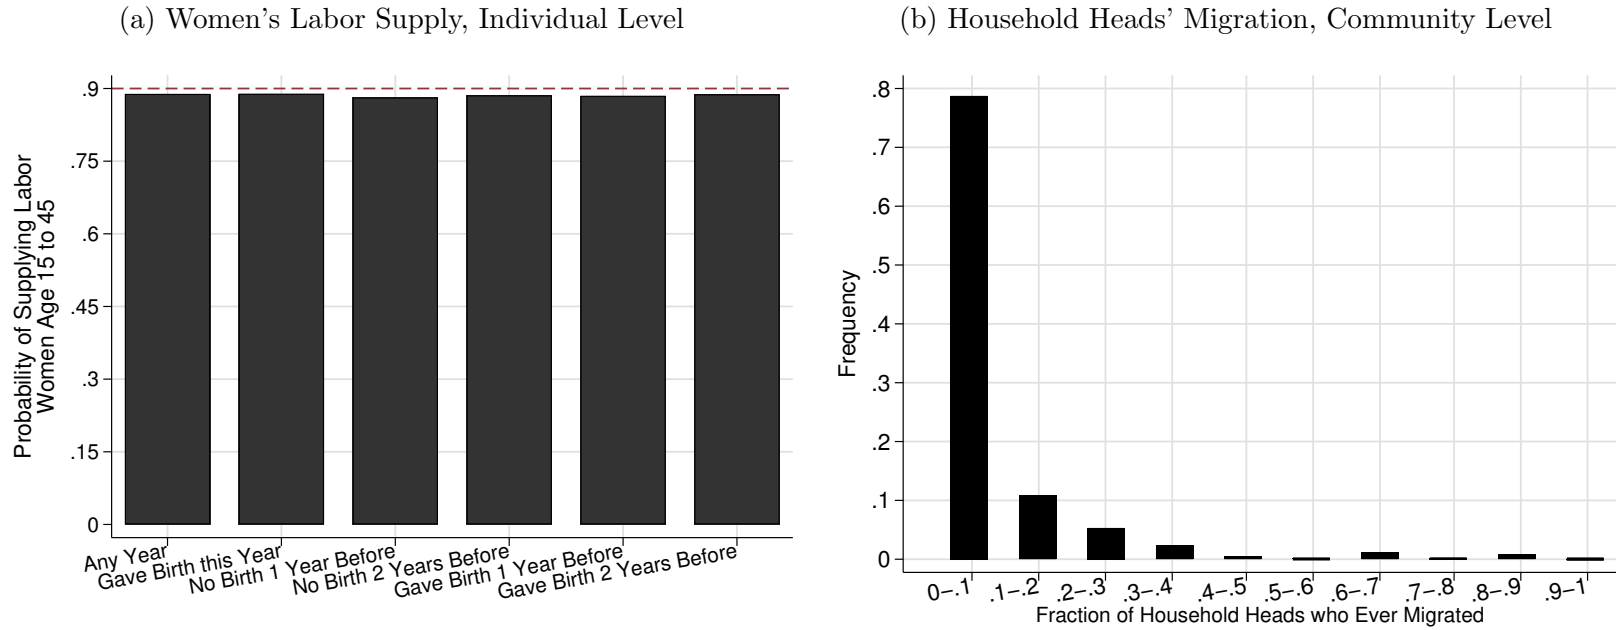 (a) Women's Labor Supply, Individual Level
Probability of Supplying Labor
Women Age 15 to 45
.9
.75
.6
.45
.3
.15
0
Any Year
Gave Birth this Year
No Birth 1 Year Before
No Birth 2 Years Before
Gave Birth 1 Year Before
Gave Birth 2 Years Before
(b) Household Heads' Migration, Community Level
Frequency
.8
.7
.6
.5
.4
.3
.2
.1
0
0–.1
.1–.2
.2–.3
.3–.4
.4–.5
.5–.6
.6–.7
.7–.8
.8–.9
.9–1
Fraction of Household Heads who Ever Migrated